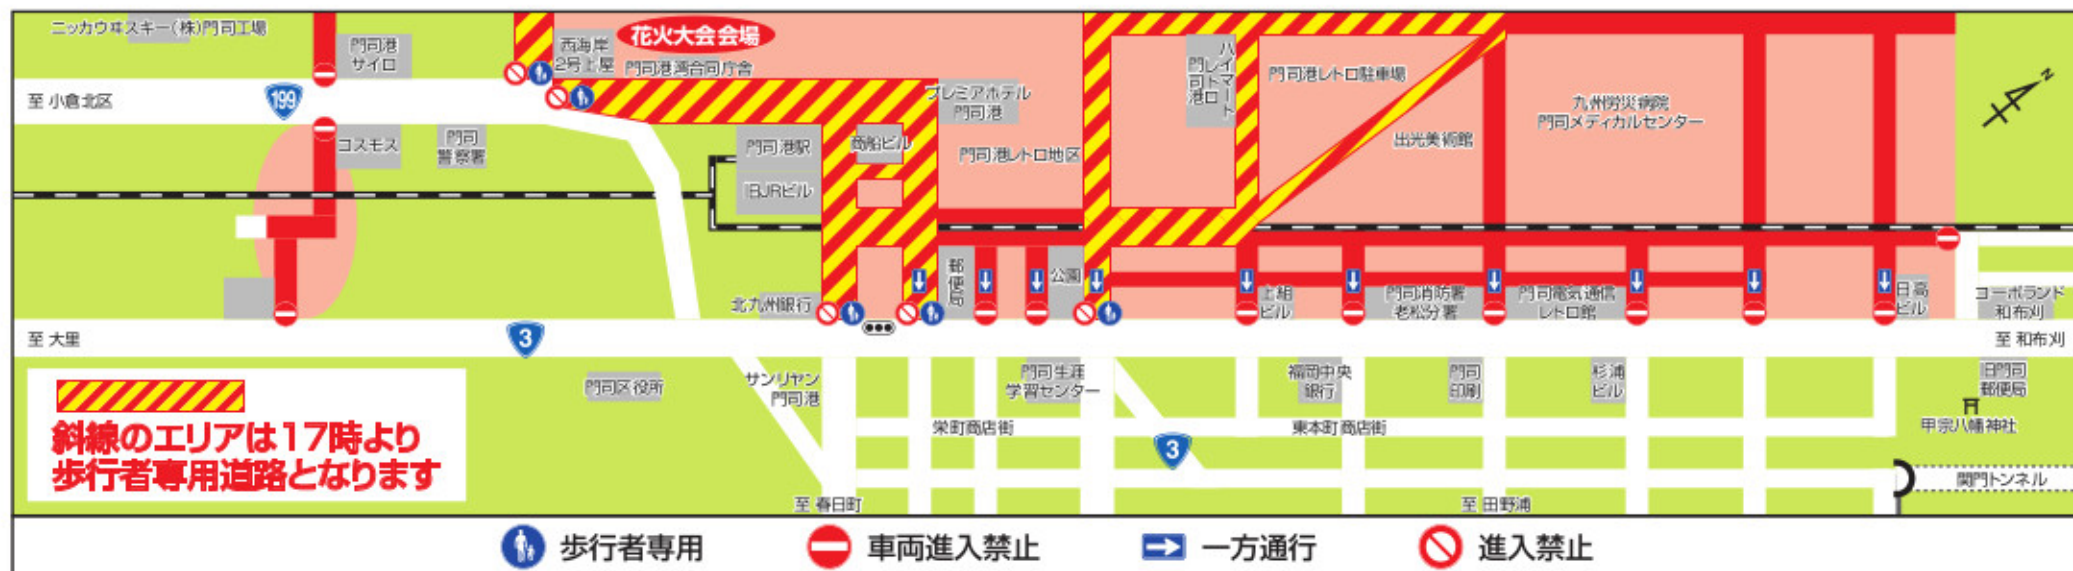 ニッカウヰスキー(株)門司工場
門司港
サイロ
西海岸
2号上屋
花火大会会場
門司港湾合同庁舎
至 小倉北区
199
コスモス
門司
警察署
門司港駅
旧JRビル
商船ビル
プレミアホテル
門司港
門司港レトロ地区
門司港レトロ
ハイマート
門司港レトロ駐車場
出光美術館
九州労災病院
門司メディカルセンター
N
北九州銀行
郵便局
公園
上組
ビル
門司消防署
老松分署
門司電気通信
レトロ館
日高
ビル
コーポランド
和布刈
至 大里
3
至 和布刈
斜線のエリアは17時より
歩行者専用道路となります
門司区役所
サンリヤン
門司港
門司生涯
学習センター
福岡中央
銀行
門司
印刷
杉浦
ビル
旧門司
郵便局
甲宗八幡神社
栄町商店街
東本町商店街
3
関門トンネル
至 春日町
至 田野浦
歩行者専用
車両進入禁止
一方通行
進入禁止